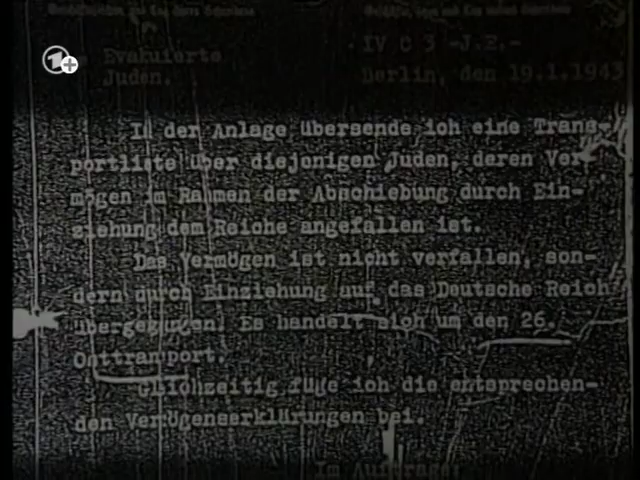 Evakuierte
Juden.
IV C 3 -J.E.-
Berlin, den 19.1.1943
In der Anlage übersende ich eine Trans-
portliste über diejenigen Juden, deren Ver-
mögen im Rahmen der Abschiebung durch Ein-
ziehung dem Reiche angefallen ist.
Das Vermögen ist nicht verfallen, son-
dern durch Einziehung auf das Deutsche Reich
übergegangen. Es handelt sich um den 26.
Osttransport.
Gleichzeitig füge ich die entsprechen-
den Vermögenserklärungen bei.
Im Auftrage: